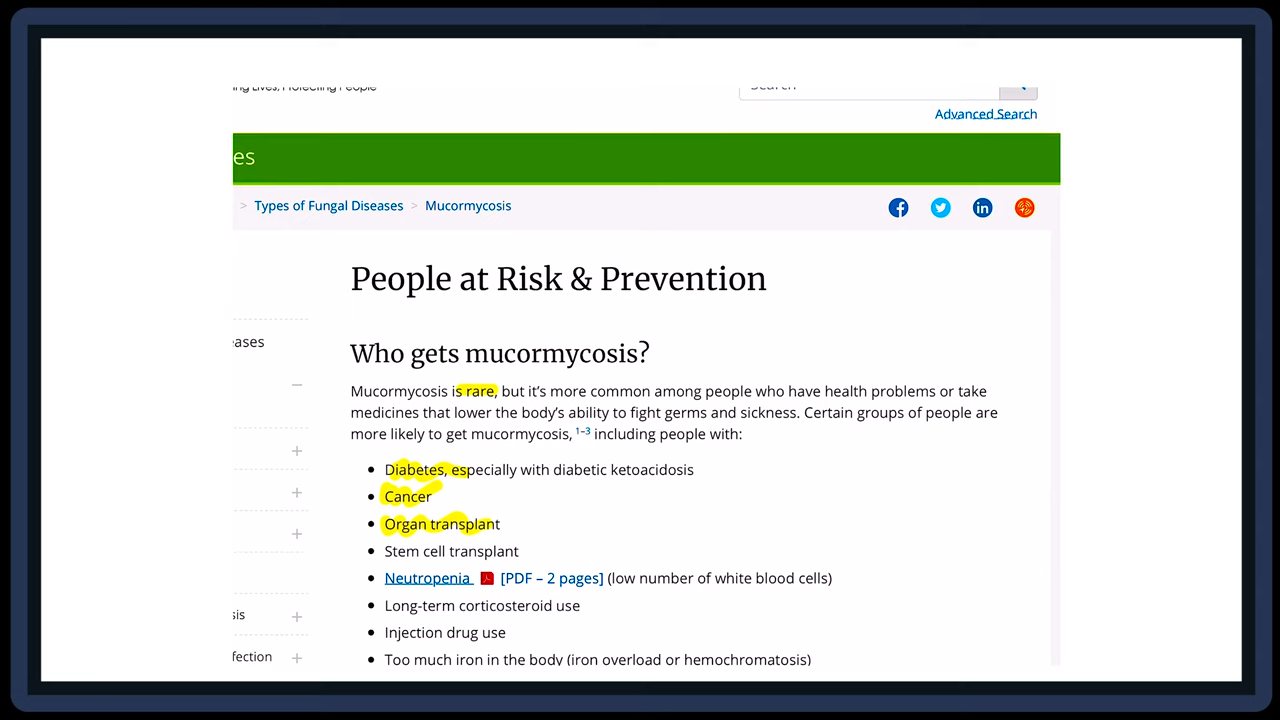 ing Lives, Protecting People
Search
Advanced Search
es
> Types of Fungal Diseases > Mucormycosis
People at Risk & Prevention
eases
Who gets mucormycosis?
Mucormycosis is rare, but it's more common among people who have health problems or take
medicines that lower the body's ability to fight germs and sickness. Certain groups of people are
more likely to get mucormycosis, 1–3 including people with:
• Diabetes, especially with diabetic ketoacidosis
• Cancer
• Organ transplant
• Stem cell transplant
• Neutropenia [PDF – 2 pages] (low number of white blood cells)
• Long-term corticosteroid use
sis
• Injection drug use
fection
• Too much iron in the body (iron overload or hemochromatosis)